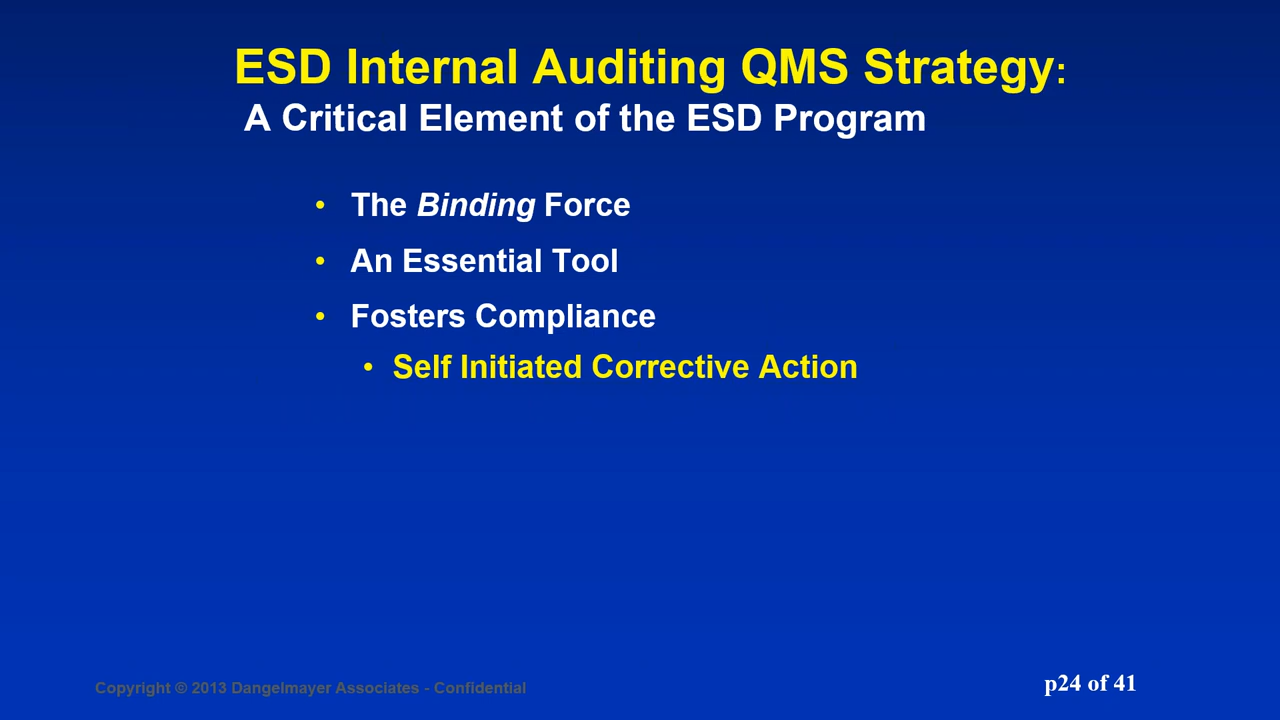 ESD Internal Auditing QMS Strategy:
A Critical Element of the ESD Program
• The Binding Force
• An Essential Tool
• Fosters Compliance
• Self Initiated Corrective Action
Copyright © 2013 Dangelmayer Associates - Confidential
p24 of 41